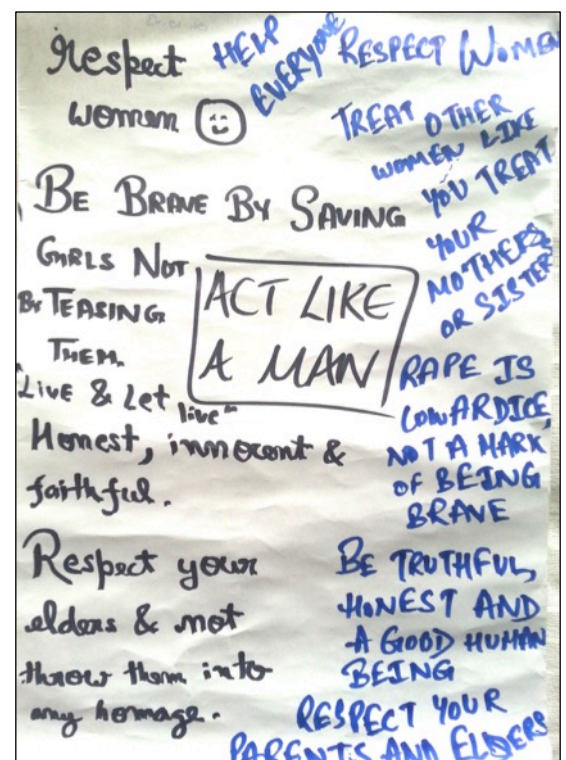 Respect
women
HELP
EVERYONE
RESPECT WOMEN
TREAT OTHER
WOMEN LIKE
YOU TREAT
YOUR
MOTHERS
OR SISTER
BE BRAVE BY SAVING
GIRLS NOT
BY TEASING
THEM.
"Live & Let live"
ACT LIKE
A MAN
Honest, innocent &
faithful.
RAPE IS
COWARDICE,
NOT A MARK
OF BEING
BRAVE
Respect your
elders & not
throw them into
any homage.
BE TRUTHFUL,
HONEST AND
A GOOD HUMAN
BEING
RESPECT YOUR
PARENTS AND ELDERS